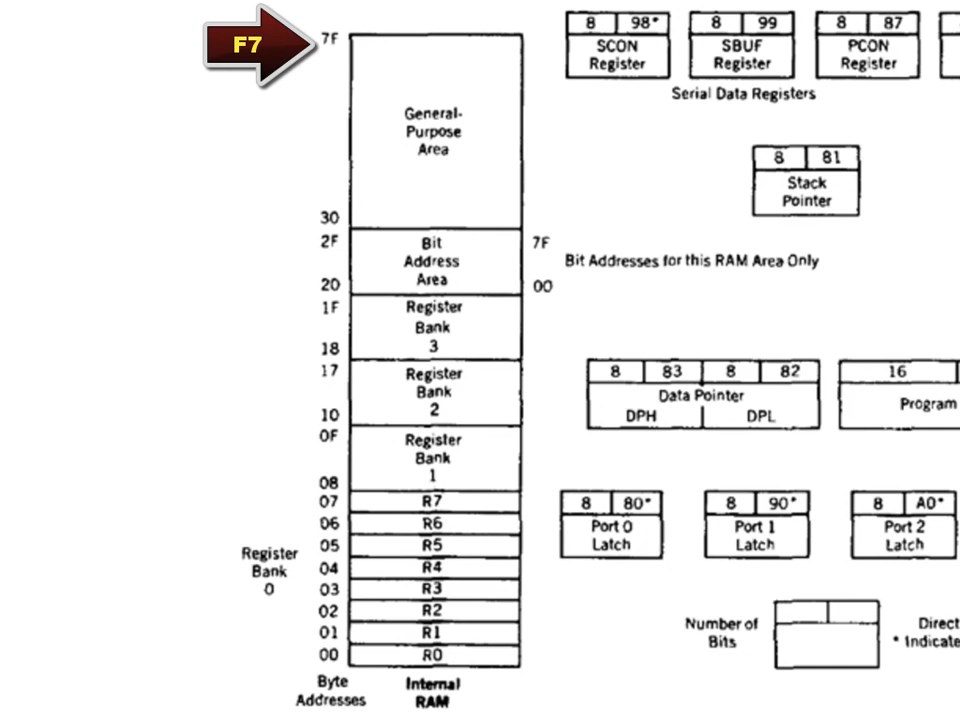 F7
7F
General-
Purpose
Area
30
2F
Bit
Address
Area
20
7F
00
Bit Addresses for this RAM Area Only
1F
Register
Bank
3
18
17
Register
Bank
2
10
0F
Register
Bank
1
08
07 R7
06 R6
05 R5
04 R4
03 R3
02 R2
01 R1
00 R0
Register
Bank
0
Byte
Addresses
Internal
RAM
8 98*
SCON
Register
8 99
SBUF
Register
8 87
PCON
Register
Serial Data Registers
8 81
Stack
Pointer
8 83 8 82
Data Pointer
DPH DPL
16
Program
8 80*
Port 0
Latch
8 90*
Port 1
Latch
8 A0*
Port 2
Latch
Number of
Bits
Direct
* Indicate